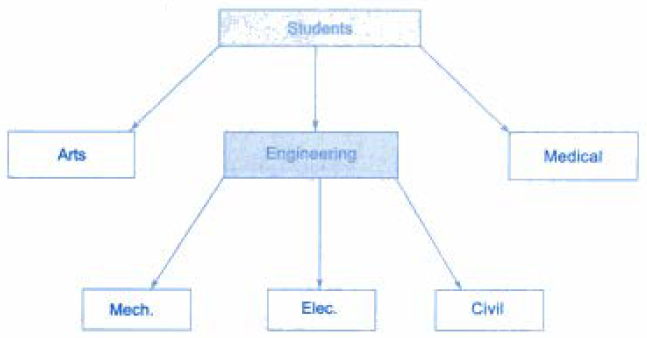 Students
Arts
Engineering
Medical
Mech.
Elec.
Civil